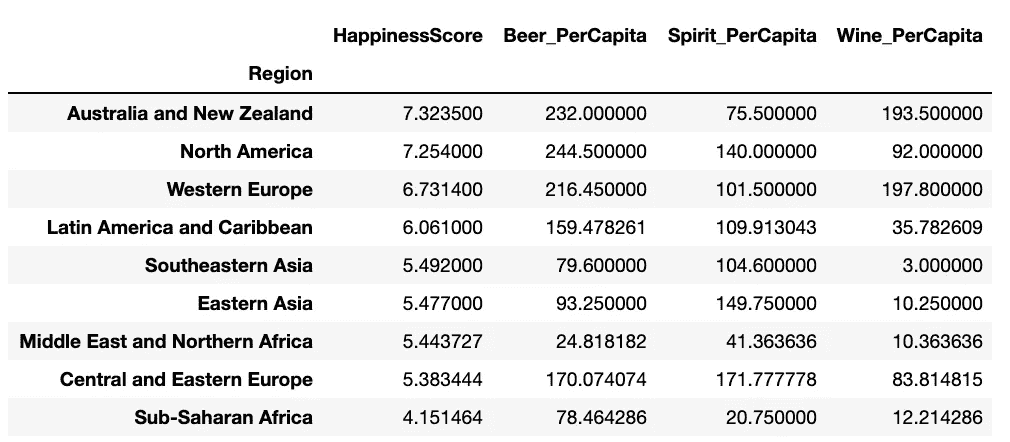 HappinessScore Beer_PerCapita Spirit_PerCapita Wine_PerCapita
Region
Australia and New Zealand 7.323500 232.000000 75.500000 193.500000
North America 7.254000 244.500000 140.000000 92.000000
Western Europe 6.731400 216.450000 101.500000 197.800000
Latin America and Caribbean 6.061000 159.478261 109.913043 35.782609
Southeastern Asia 5.492000 79.600000 104.600000 3.000000
Eastern Asia 5.477000 93.250000 149.750000 10.250000
Middle East and Northern Africa 5.443727 24.818182 41.363636 10.363636
Central and Eastern Europe 5.383444 170.074074 171.777778 83.814815
Sub-Saharan Africa 4.151464 78.464286 20.750000 12.214286